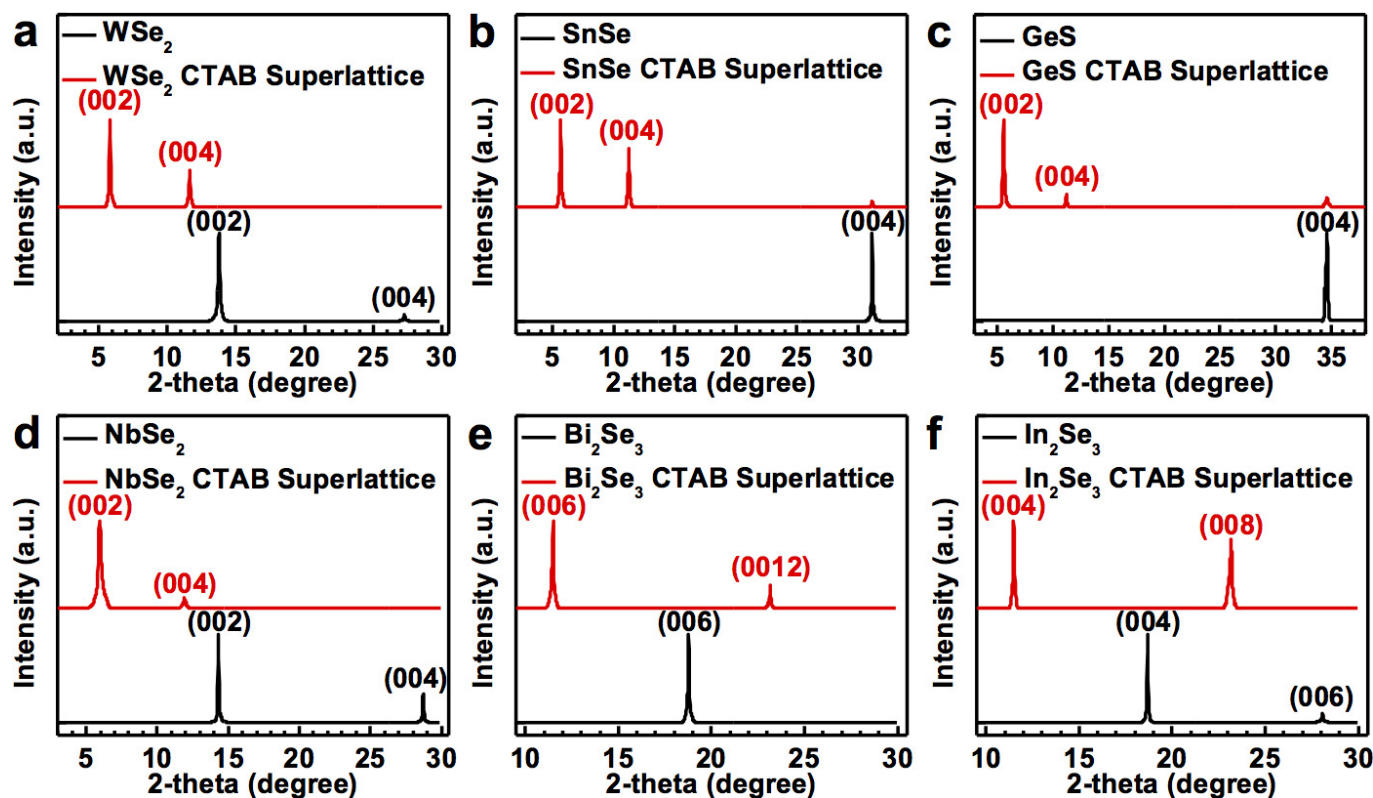 a
WSe₂
WSe₂ CTAB Superlattice
(002)
(004)
(002)
(004)
Intensity (a.u.)
5 10 15 20 25 30
2-theta (degree)
b
SnSe
SnSe CTAB Superlattice
(002)
(004)
(004)
Intensity (a.u.)
5 10 15 20 25 30
2-theta (degree)
c
GeS
GeS CTAB Superlattice
(002)
(004)
(004)
Intensity (a.u.)
5 10 15 20 25 30 35
2-theta (degree)
d
NbSe₂
NbSe₂ CTAB Superlattice
(002)
(004)
(002)
(004)
Intensity (a.u.)
5 10 15 20 25 30
2-theta (degree)
e
Bi₂Se₃
Bi₂Se₃ CTAB Superlattice
(006)
(0012)
(006)
Intensity (a.u.)
10 20 30
2-theta (degree)
f
In₂Se₃
In₂Se₃ CTAB Superlattice
(004)
(008)
(004)
(006)
Intensity (a.u.)
10 20 30
2-theta (degree)